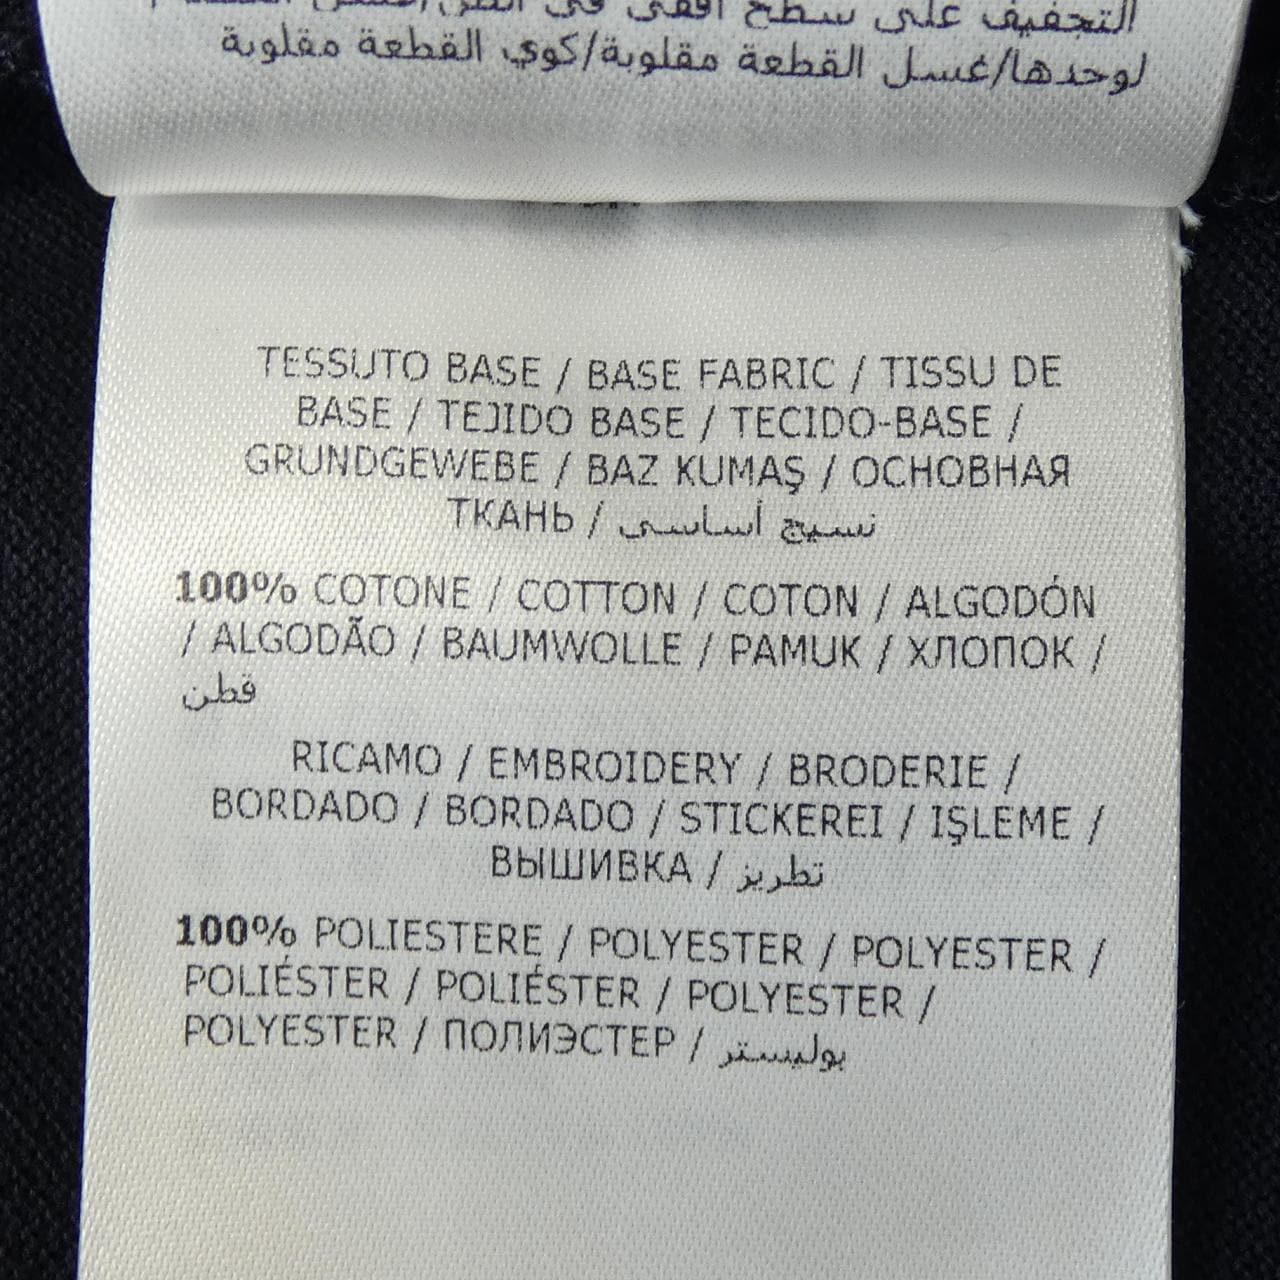 التجفيف على سطح أفقي في الظل/غسل القطعة
لوحدها/غسل القطعة مقلوبة/كوي القطعة مقلوبة
TESSUTO BASE / BASE FABRIC / TISSU DE
BASE / TEJIDO BASE / TECIDO-BASE /
GRUNDGEWEBE / BAZ KUMAŞ / ОСНОВНАЯ
ТКАНЬ / نسيج أساسي
100% COTONE / COTTON / COTON / ALGODÓN
/ ALGODÃO / BAUMWOLLE / PAMUK / ХЛОПОК /
قطن
RICAMO / EMBROIDERY / BRODERIE /
BORDADO / BORDADO / STICKEREI / IŞLEME /
ВЫШИВКА / تطريز
100% POLIESTERE / POLYESTER / POLYESTER /
POLIÉSTER / POLIÉSTER / POLYESTER /
POLYESTER / ПОЛИЭСТЕР / بوليستر